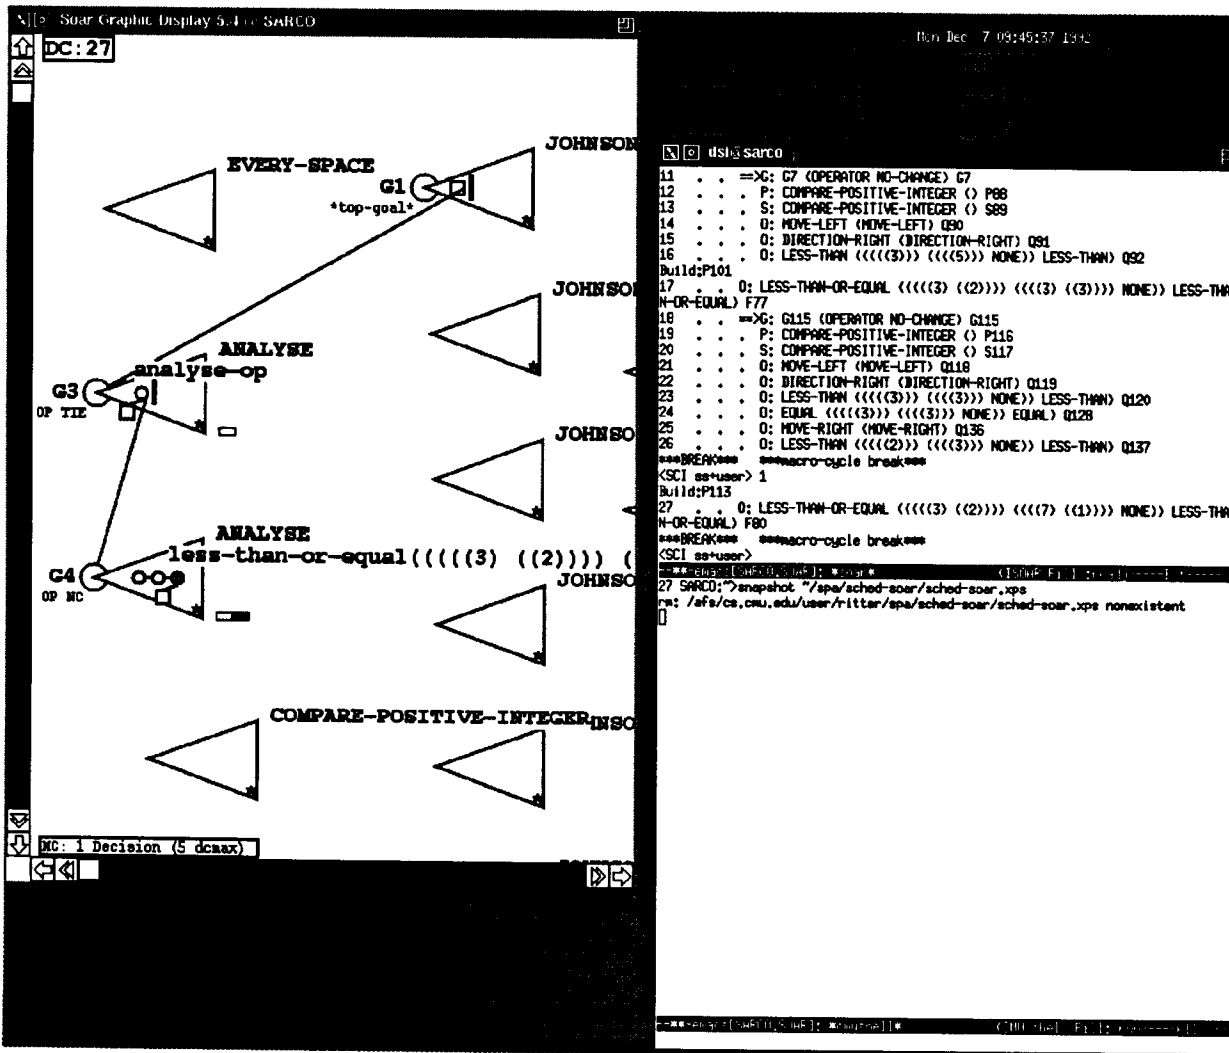 Soar Graphic Display 5.4 SARCO
DC:27
EVERY-SPACE
G1
*top-goal*
JOHNSON
JOHNSO
ANALYSE
analyse-op
G3
OP TIE
JOHNSO
ANALYSE
less-than-or-equal(((((3) ((2)))) (
G4
OP NC
JOHNSO
COMPARE-POSITIVE-INTEGER
NSO
MC: 1 Decision (5 dcmax)
Mon Dec 7 09:45:37 1992
dsi@sarco
11 . . ==>G: G7 (OPERATOR NO-CHANGE) G7
12 . . . P: COMPARE-POSITIVE-INTEGER () P88
13 . . . S: COMPARE-POSITIVE-INTEGER () S89
14 . . . O: MOVE-LEFT (MOVE-LEFT) Q90
15 . . . O: DIRECTION-RIGHT (DIRECTION-RIGHT) Q91
16 . . . O: LESS-THAN (((((3))) ((((5))) NONE)) LESS-THAN) Q92
Build:P101
17 . . O: LESS-THAN-OR-EQUAL (((((3) ((2)))) ((((3) ((3)))) NONE)) LESS-THA
N-OR-EQUAL) F77
18 . . ==>G: G115 (OPERATOR NO-CHANGE) G115
19 . . . P: COMPARE-POSITIVE-INTEGER () P116
20 . . . S: COMPARE-POSITIVE-INTEGER () S117
21 . . . O: MOVE-LEFT (MOVE-LEFT) Q118
22 . . . O: DIRECTION-RIGHT (DIRECTION-RIGHT) Q119
23 . . . O: LESS-THAN (((((3))) ((((3))) NONE)) LESS-THAN) Q120
24 . . . O: EQUAL (((((3))) ((((3))) NONE)) EQUAL) Q128
25 . . . O: MOVE-RIGHT (MOVE-RIGHT) Q136
26 . . . O: LESS-THAN (((((2))) ((((3))) NONE)) LESS-THAN) Q137
***BREAK*** ***macro-cycle break***
<SCI ss+user> 1
Build:P113
27 . . O: LESS-THAN-OR-EQUAL (((((3) ((2)))) ((((7) ((1)))) NONE)) LESS-THA
N-OR-EQUAL) F80
***BREAK*** ***macro-cycle break***
<SCI ss+user>
27 SARCO:~>snapshot ~/spa/sched-soar/sched-soar.xps
rm: /afs/cs.cmu.edu/user/ritter/spa/sched-soar/sched-soar.xps nonexistent